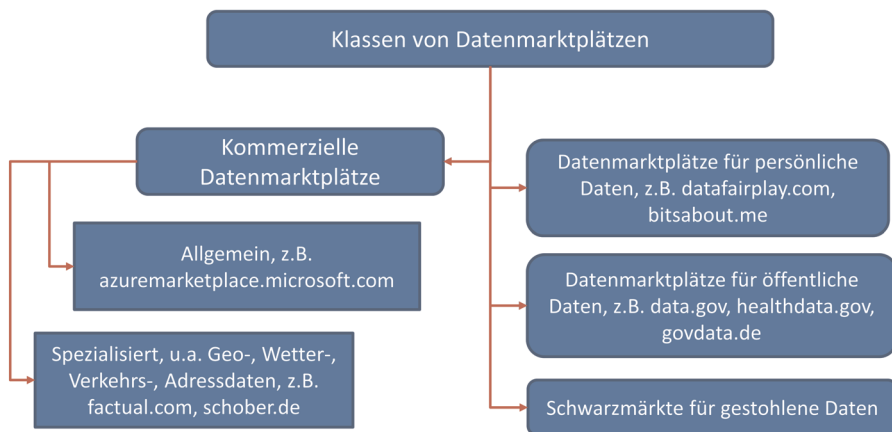 Klassen von Datenmarktplätzen
Kommerzielle
Datenmarktplätze
Allgemein, z.B.
azuremarketplace.microsoft.com
Spezialisiert, u.a. Geo-, Wetter-,
Verkehrs-, Adressdaten, z.B.
factual.com, schober.de
Datenmarktplätze für persönliche
Daten, z.B. datafairplay.com,
bitsabout.me
Datenmarktplätze für öffentliche
Daten, z.B. data.gov, healthdata.gov,
govdata.de
Schwarzmärkte für gestohlene Daten